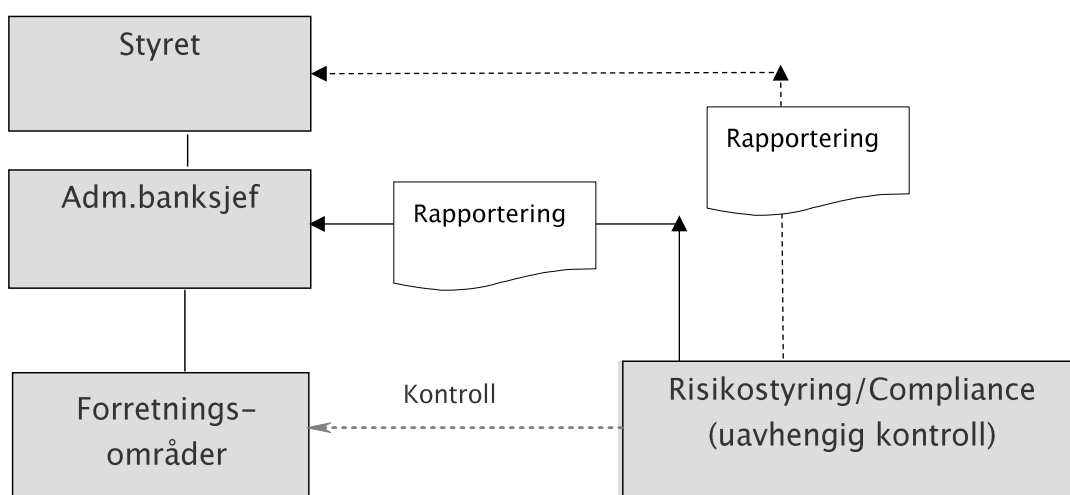 Styret
Rapportering
Adm.banksjef
Rapportering
Kontroll
Forretnings-
områder
Risikostyring/Compliance
(uavhengig kontroll)